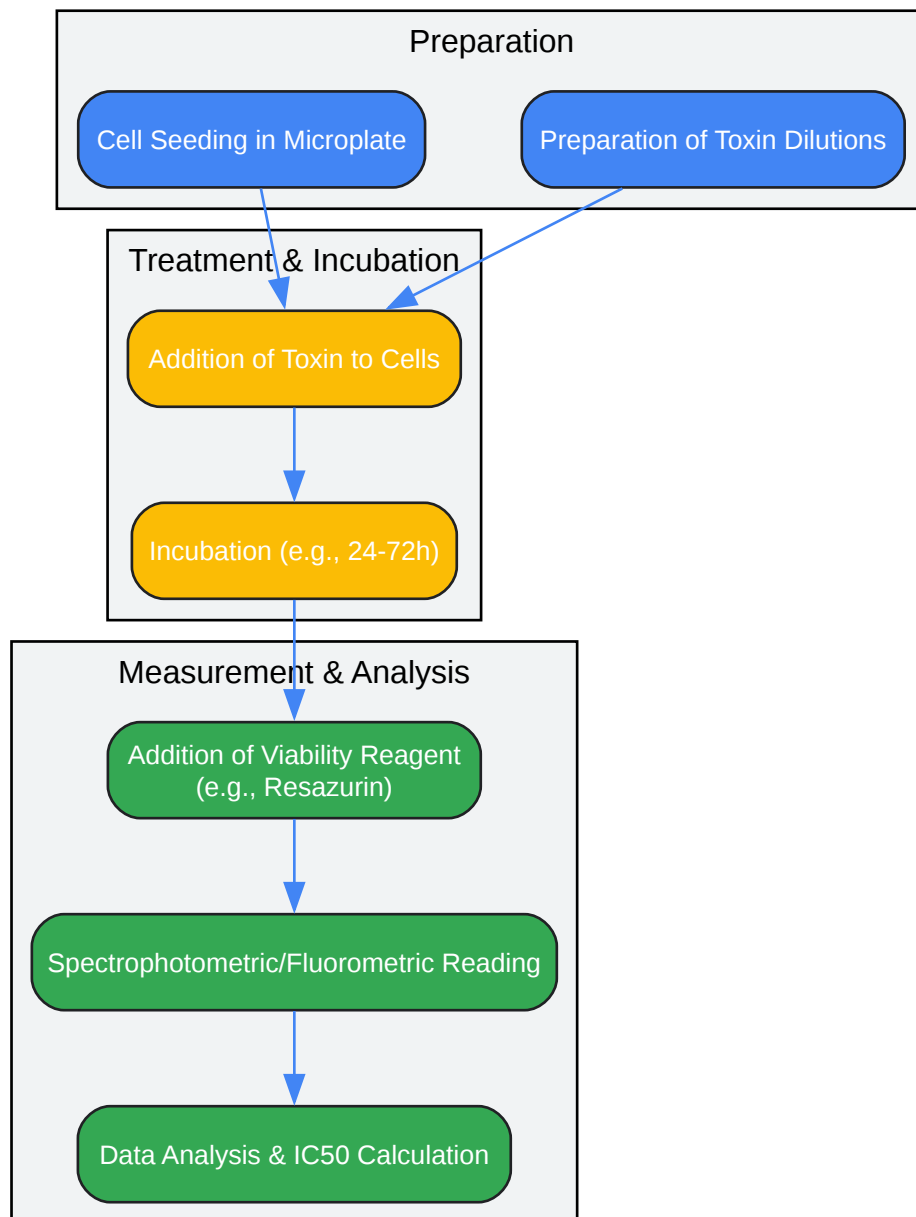 Preparation
Cell Seeding in Microplate
Preparation of Toxin Dilutions
Treatment & Incubation
Addition of Toxin to Cells
Incubation (e.g., 24-72h)
Measurement & Analysis
Addition of Viability Reagent
(e.g., Resazurin)
Spectrophotometric/Fluorometric Reading
Data Analysis & IC50 Calculation